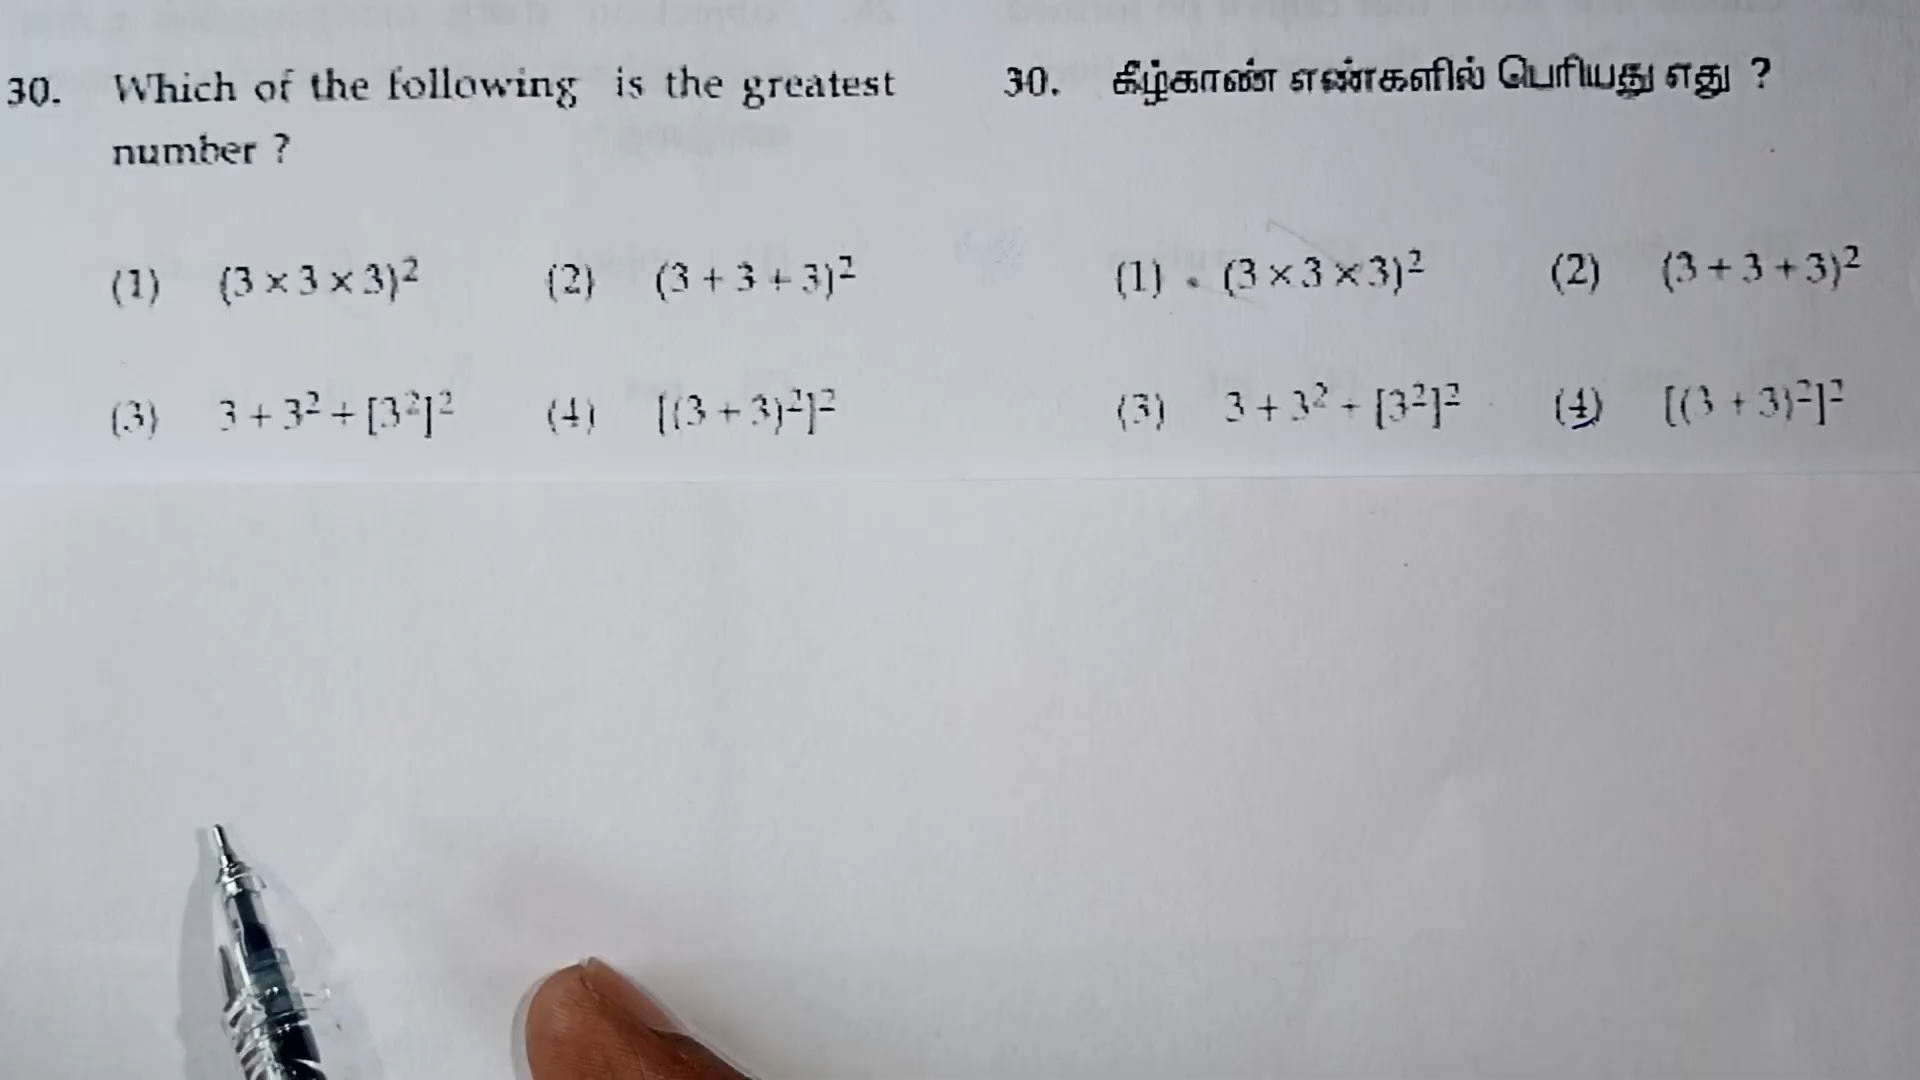 30. Which of the following is the greatest
number ?
(1) (3 × 3 × 3)² (2) (3 + 3 + 3)²
(3) 3 + 3² + [3²]² (4) [(3 + 3)²]²
30. கீழ்காண் எண்களில் பெரியது எது ?
(1) (3 × 3 × 3)² (2) (3 + 3 + 3)²
(3) 3 + 3² + [3²]² (4) [(3 + 3)²]²